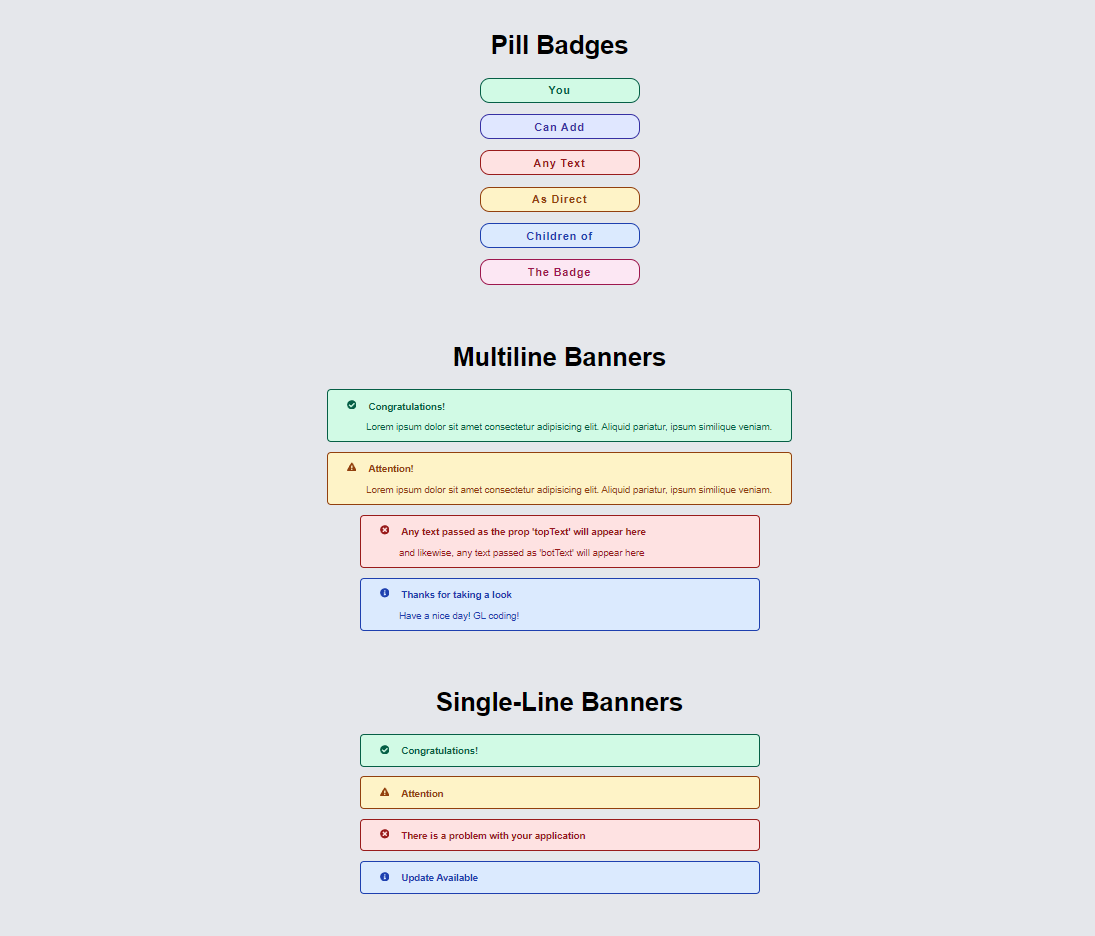 Pill Badges
You
Can Add
Any Text
As Direct
Children of
The Badge
Multiline Banners
Congratulations!
Lorem ipsum dolor sit amet consectetur adipisicing elit. Aliquid pariatur, ipsum similique veniam.
Attention!
Lorem ipsum dolor sit amet consectetur adipisicing elit. Aliquid pariatur, ipsum similique veniam.
Any text passed as the prop 'topText' will appear here
and likewise, any text passed as 'botText' will appear here
Thanks for taking a look
Have a nice day! GL coding!
Single-Line Banners
Congratulations!
Attention
There is a problem with your application
Update Available